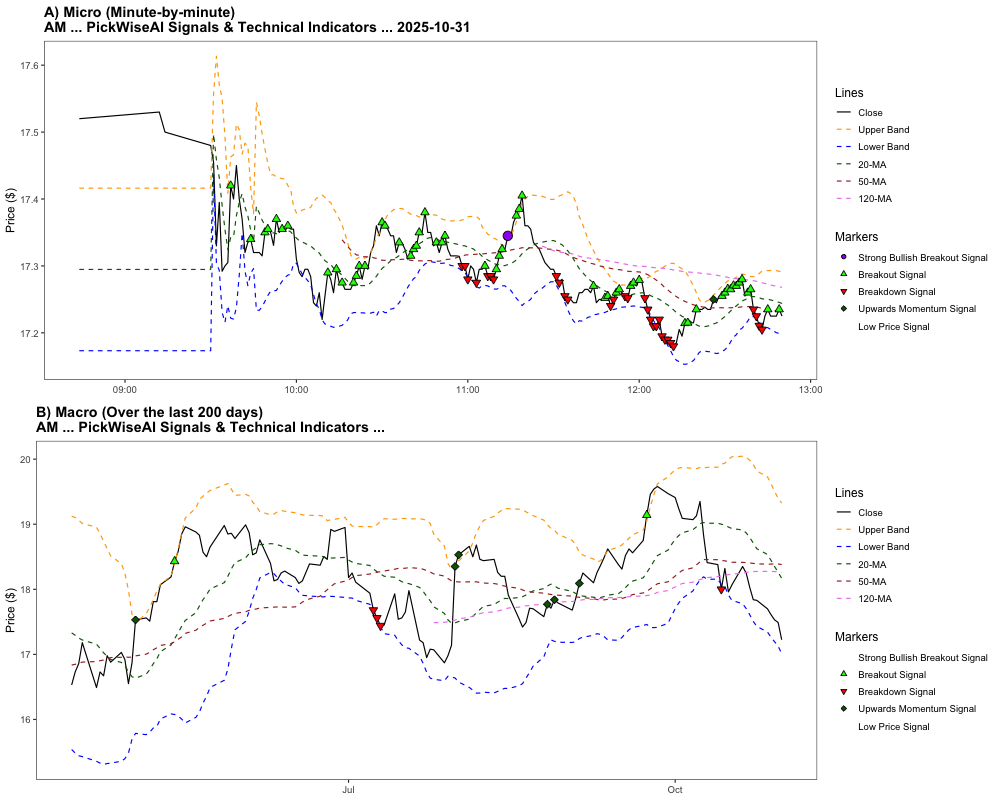 A) Micro (Minute-by-minute)
AM ... PickWiseAI Signals & Technical Indicators ... 2025-10-31
Price ($)
17.6
17.5
17.4
17.3
17.2
09:00
10:00
11:00
12:00
13:00
Lines
Close
Upper Band
Lower Band
20-MA
50-MA
120-MA
Markers
Strong Bullish Breakout Signal
Breakout Signal
Breakdown Signal
Upwards Momentum Signal
Low Price Signal
B) Macro (Over the last 200 days)
AM ... PickWiseAI Signals & Technical Indicators ...
Price ($)
20
19
18
17
16
Jul
Oct
Lines
Close
Upper Band
Lower Band
20-MA
50-MA
120-MA
Markers
Strong Bullish Breakout Signal
Breakout Signal
Breakdown Signal
Upwards Momentum Signal
Low Price Signal